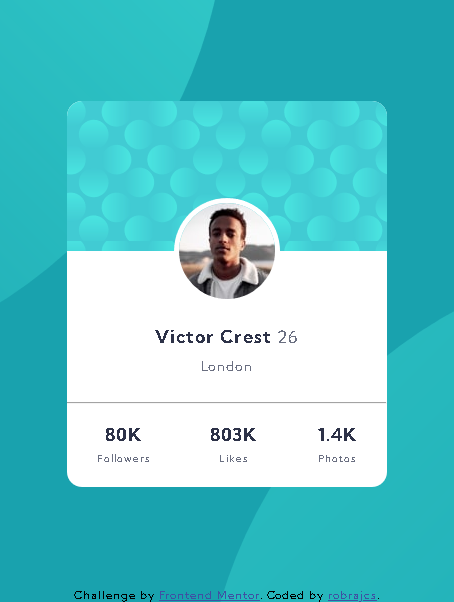 Victor Crest 26
London
80K 803K 1.4K
Followers Likes Photos
Challenge by Frontend Mentor. Coded by robrajcs.